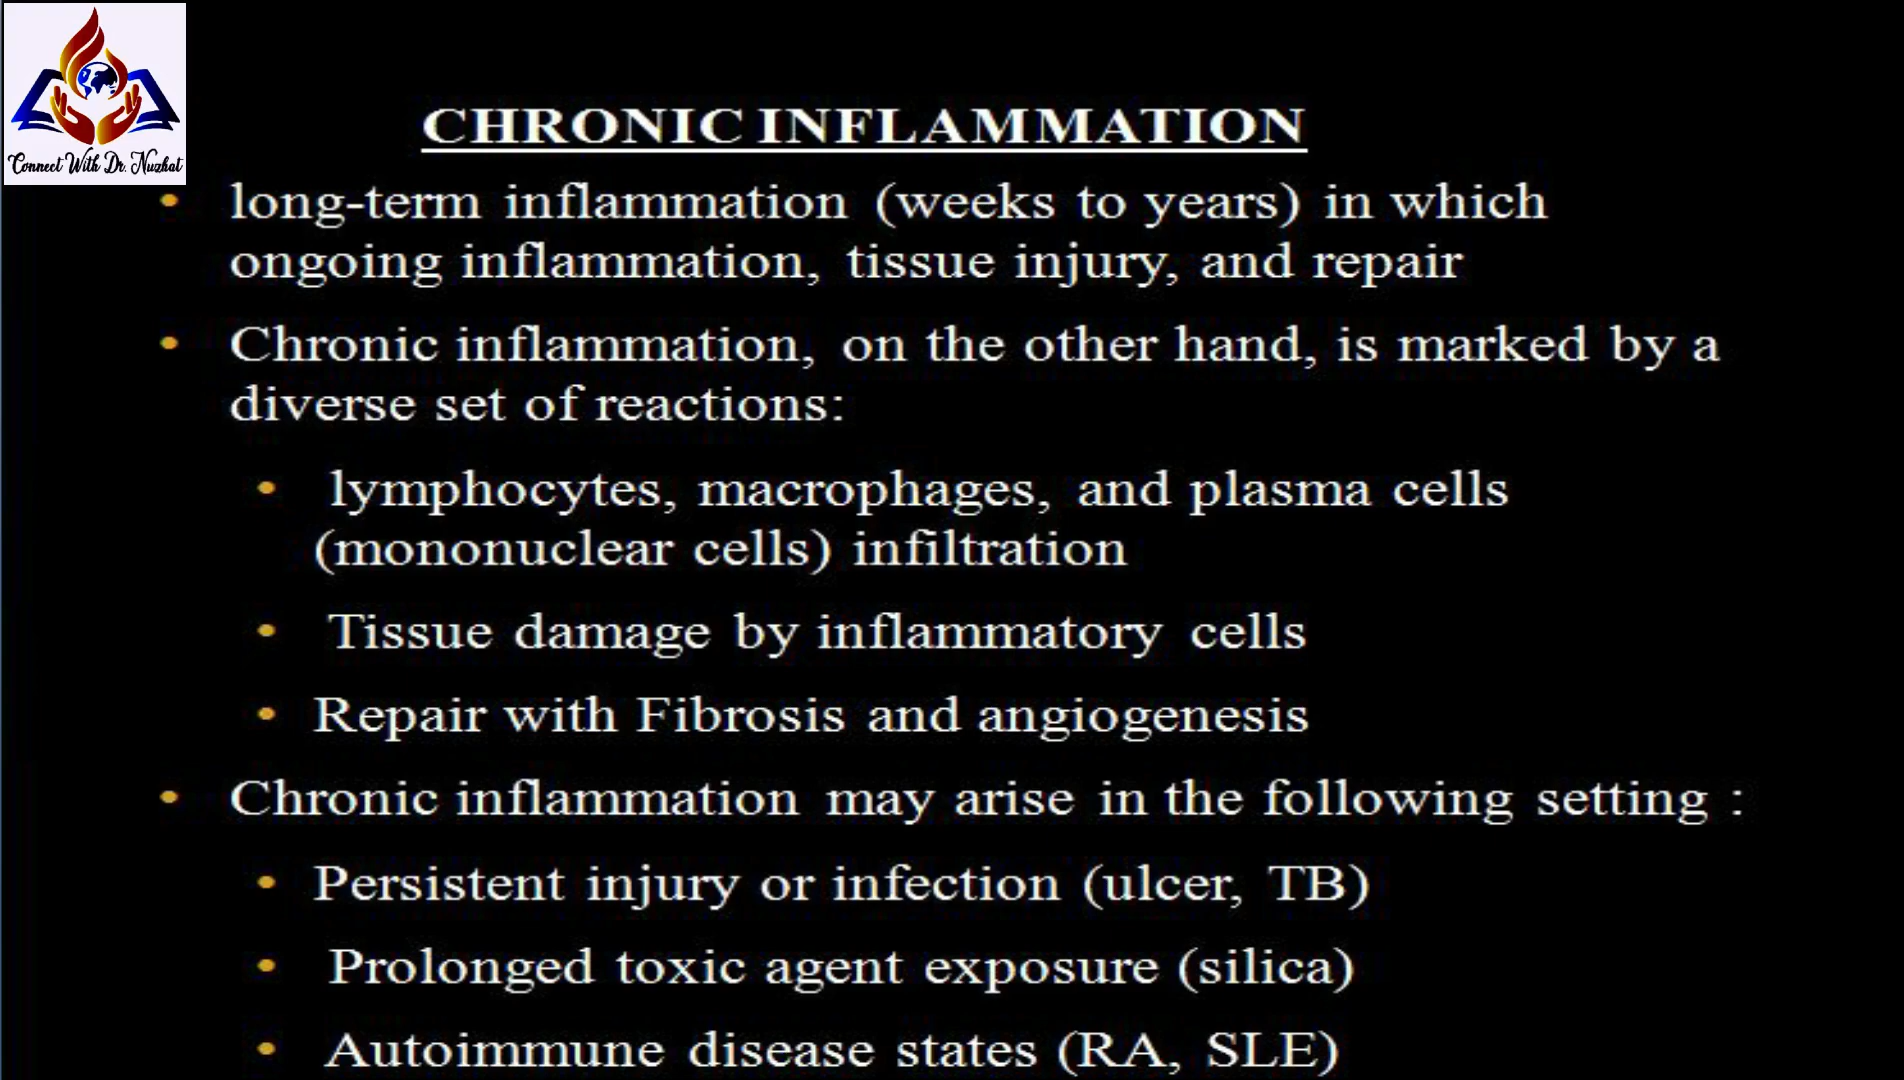 Connect With Dr. Nuzhat
CHRONIC INFLAMMATION
• long-term inflammation (weeks to years) in which
ongoing inflammation, tissue injury, and repair
• Chronic inflammation, on the other hand, is marked by a
diverse set of reactions:
• lymphocytes, macrophages, and plasma cells
(mononuclear cells) infiltration
• Tissue damage by inflammatory cells
• Repair with Fibrosis and angiogenesis
• Chronic inflammation may arise in the following setting :
• Persistent injury or infection (ulcer, TB)
• Prolonged toxic agent exposure (silica)
• Autoimmune disease states (RA, SLE)